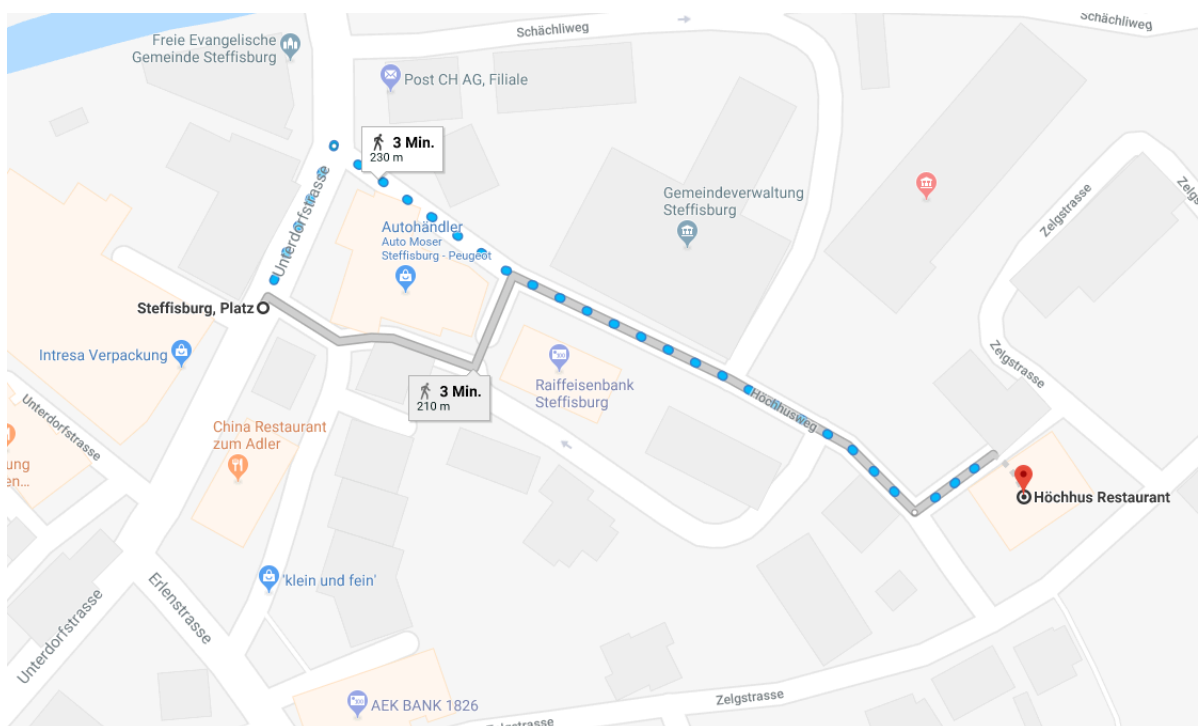 Schächliweg
Schächliweg
Freie Evangelische
Gemeinde Steffisburg
Post CH AG, Filiale
3 Min.
230 m
Unterdorfstrasse
Gemeindeverwaltung
Steffisburg
Zelgstrasse
Autohändler
Auto Moser
Steffisburg - Peugeot
Steffisburg, Platz
Intresa Verpackung
Zelgstrasse
Raiffeisenbank
Steffisburg
3 Min.
210 m
Höchhusweg
Unterdorfstrasse
China Restaurant
zum Adler
ung
en...
Höchhus Restaurant
'klein und fein'
Erlenstrasse
Unterdorfstrasse
AEK BANK 1826
Zelgstrasse